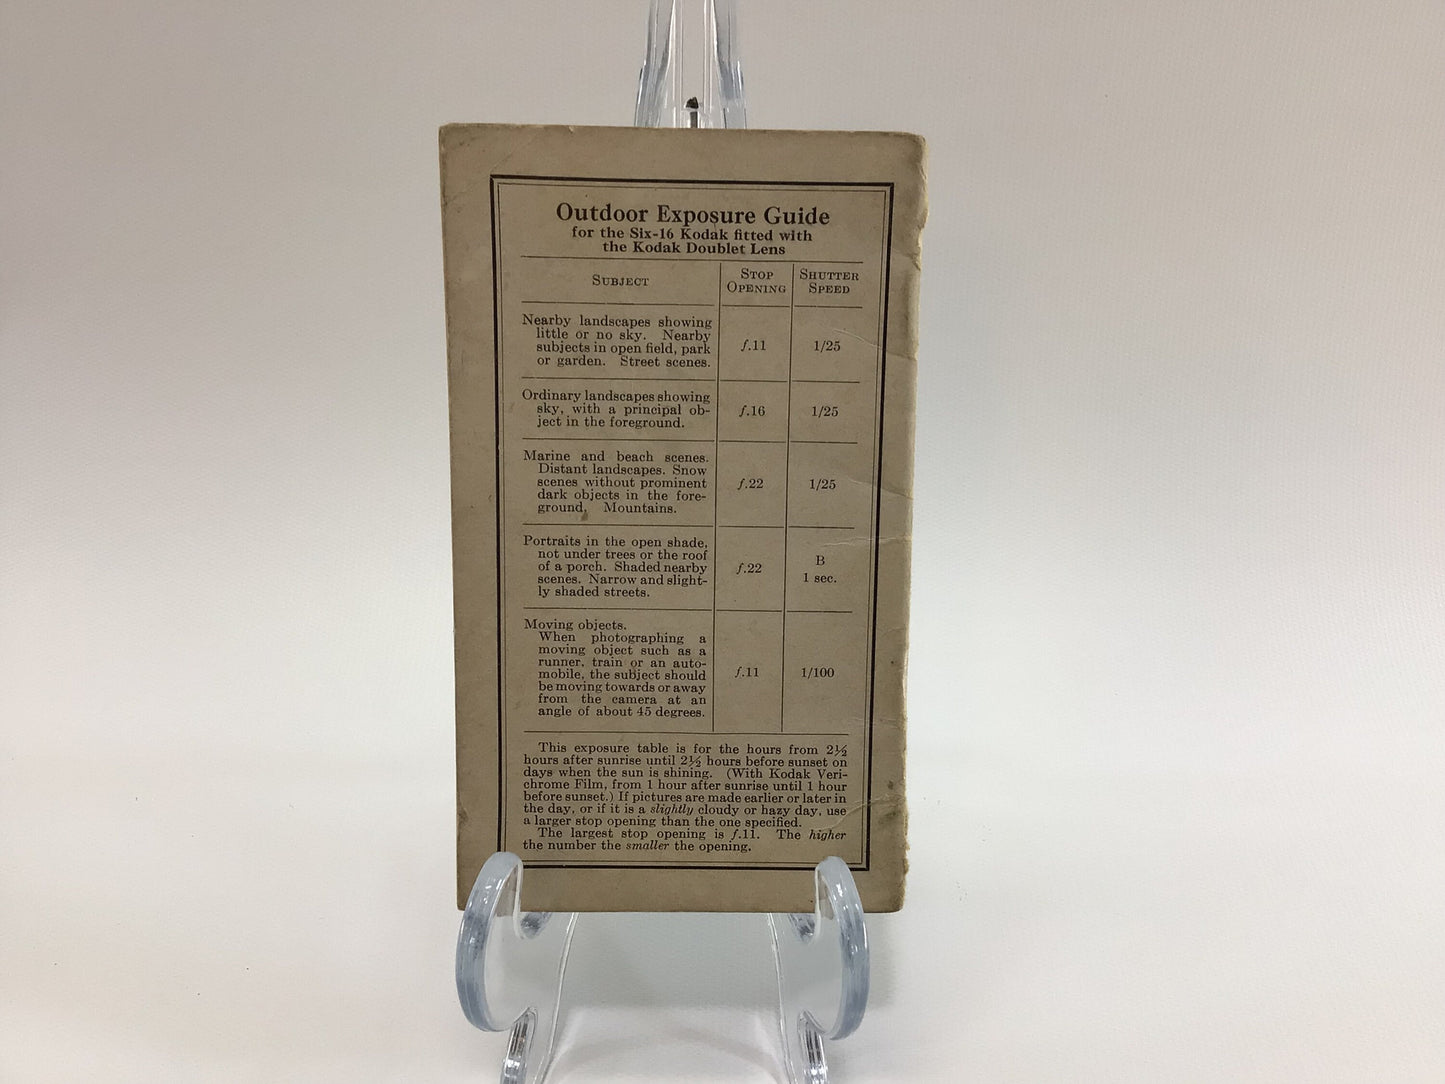 Outdoor Exposure Guide
for the Six-16 Kodak fitted with
the Kodak Doublet Lens
SUBJECT
STOP
OPENING
SHUTTER
SPEED
Nearby landscapes showing
little or no sky. Nearby
subjects in open field, park
or garden. Street scenes.
f.11
1/25
Ordinary landscapes showing
sky, with a principal ob-
ject in the foreground.
f.16
1/25
Marine and beach scenes.
Distant landscapes. Snow
scenes without prominent
dark objects in the fore-
ground. Mountains.
f.22
1/25
Portraits in the open shade,
not under trees or the roof
of a porch. Shaded nearby
scenes. Narrow and slight-
ly shaded streets.
f.22
B
1 sec.
Moving objects.
When photographing a
moving object such as a
runner, train or an auto-
mobile, the subject should
be moving towards or away
from the camera at an
angle of about 45 degrees.
f.11
1/100
This exposure table is for the hours from 2½
hours after sunrise until 2½ hours before sunset on
days when the sun is shining. (With Kodak Veri-
chrome Film, from 1 hour after sunrise until 1 hour
before sunset.) If pictures are made earlier or later in
the day, or if it is a slightly cloudy or hazy day, use
a larger stop opening than the one specified.
The largest stop opening is f.11. The higher
the number the smaller the opening.